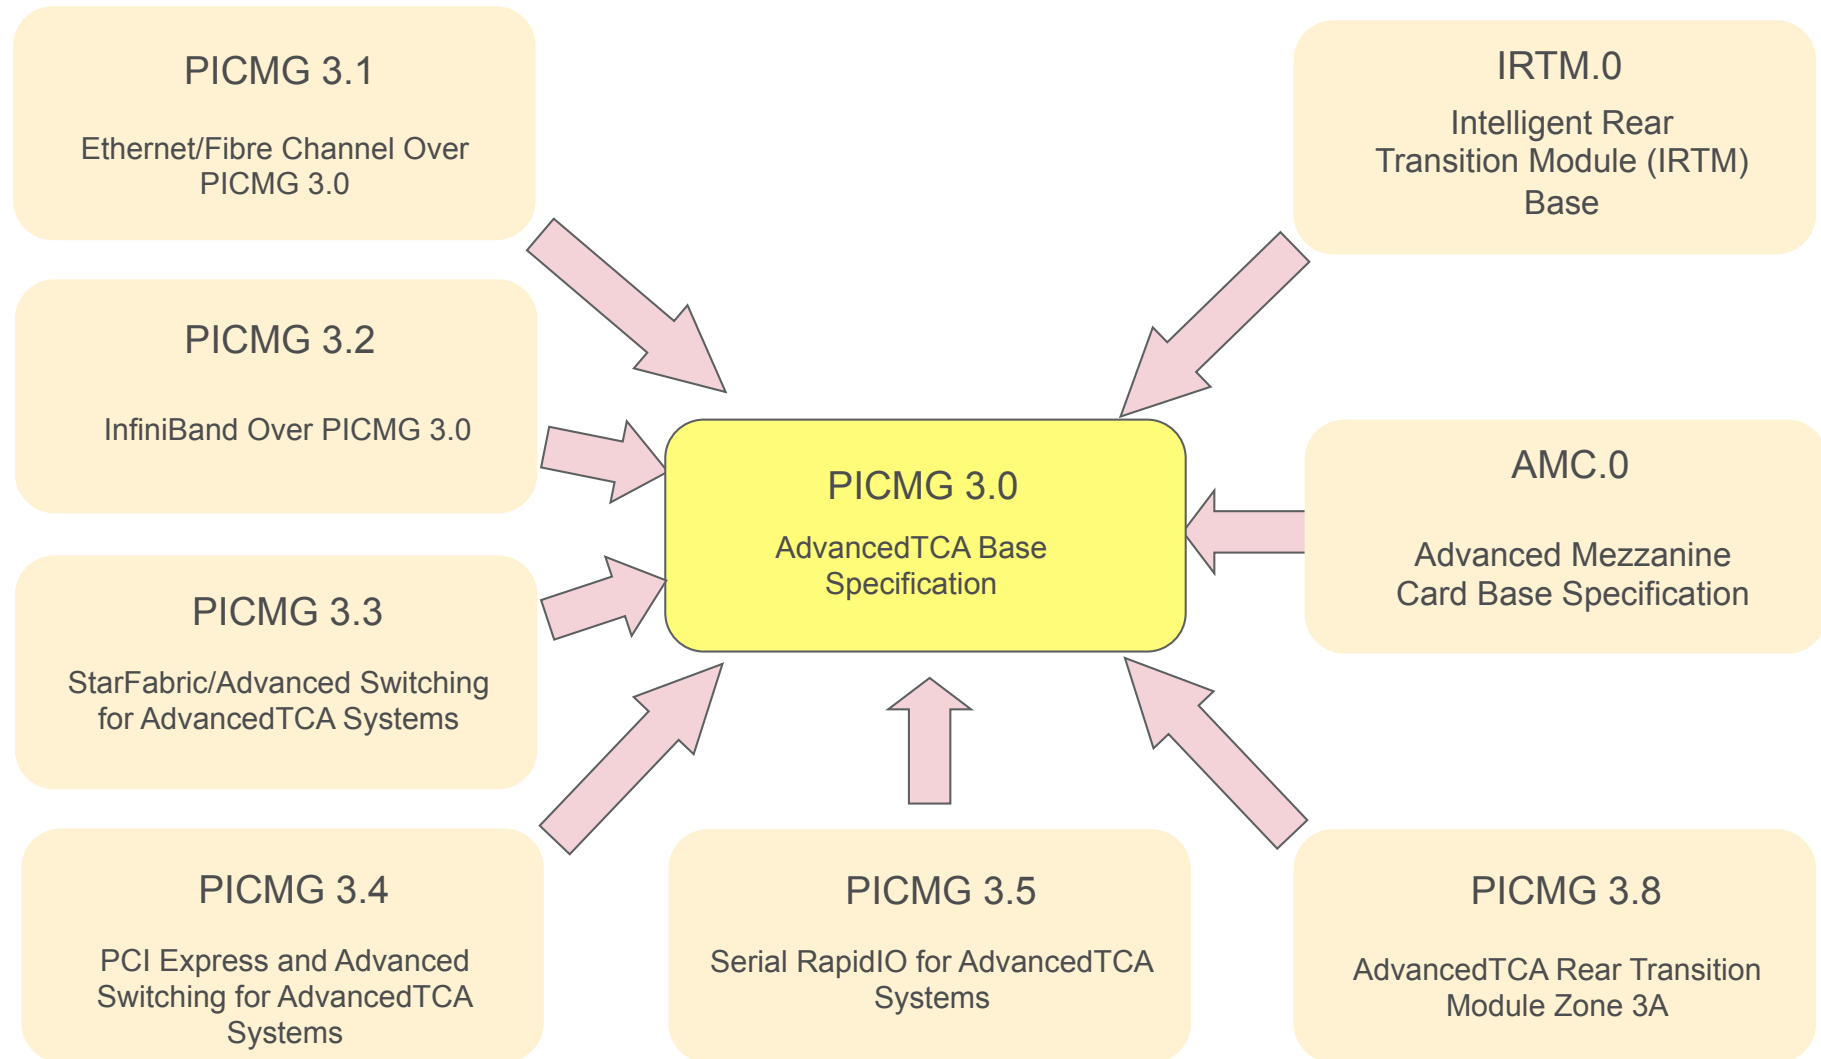 PICMG 3.1
Ethernet/Fibre Channel Over
PICMG 3.0
IRTM.0
Intelligent Rear
Transition Module (IRTM)
Base
PICMG 3.2
InfiniBand Over PICMG 3.0
PICMG 3.0
AdvancedTCA Base
Specification
AMC.0
Advanced Mezzanine
Card Base Specification
PICMG 3.3
StarFabric/Advanced Switching
for AdvancedTCA Systems
PICMG 3.4
PCI Express and Advanced
Switching for AdvancedTCA
Systems
PICMG 3.5
Serial RapidIO for AdvancedTCA
Systems
PICMG 3.8
AdvancedTCA Rear Transition
Module Zone 3A